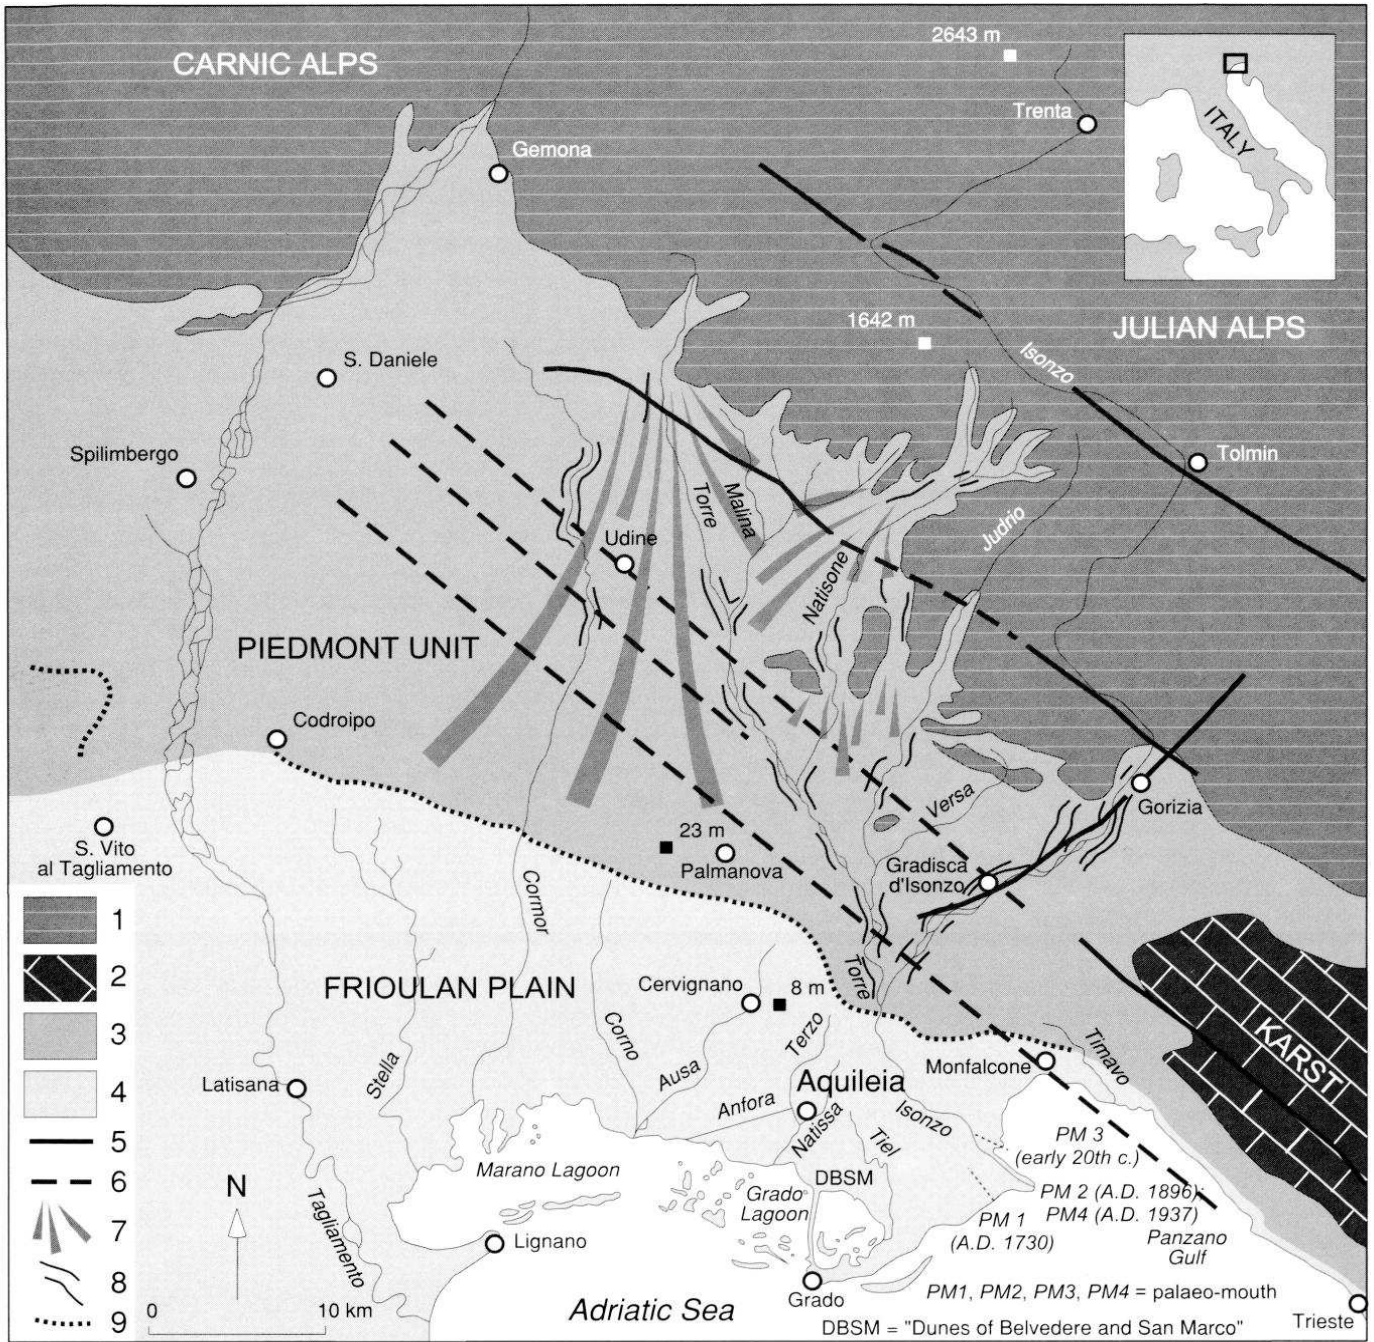 CARNIC ALPS
2643 m
Trenta
ITALY
Gemona
1642 m
JULIAN ALPS
S. Daniele
Isonzo
Spilimbergo
Tolmin
Torre
Malina
Judrio
Udine
Natisone
PIEDMONT UNIT
Codroipo
Versa
Gorizia
S. Vito
al Tagliamento
23 m
Palmanova
Gradisca
d'Isonzo
Cormor
1
2
3
4
5
6
7
8
9
FRIOULAN PLAIN
Cervignano
8 m
Torre
Terzo
Corno
Monfalcone
Timavo
KARST
Latisana
Stella
Ausa
Aquileia
Anfora
Natissa
Isonzo
Tiel
PM 3
(early 20th c.)
Marano Lagoon
DBSM
Grado
Lagoon
PM 2 (A.D. 1896)
PM4 (A.D. 1937)
PM 1
(A.D. 1730)
Panzano
Gulf
N
Tagliamento
Lignano
0
10 km
Adriatic Sea
Grado
PM1, PM2, PM3, PM4 = palaeo-mouth
Trieste
DBSM = "Dunes of Belvedere and San Marco"